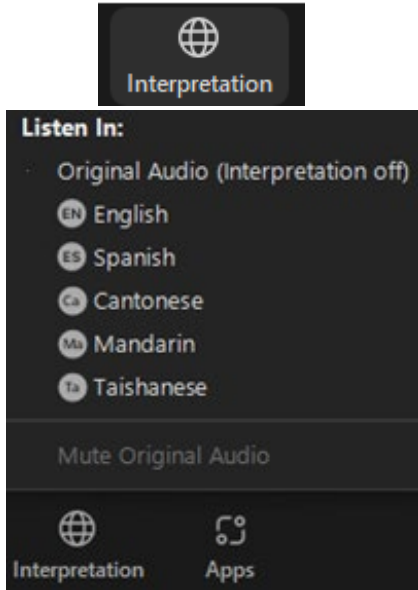 Interpretation
Listen In:
Original Audio (Interpretation off)
EN English
ES Spanish
Ca Cantonese
Ma Mandarin
Ta Taishanese
Mute Original Audio
Interpretation Apps